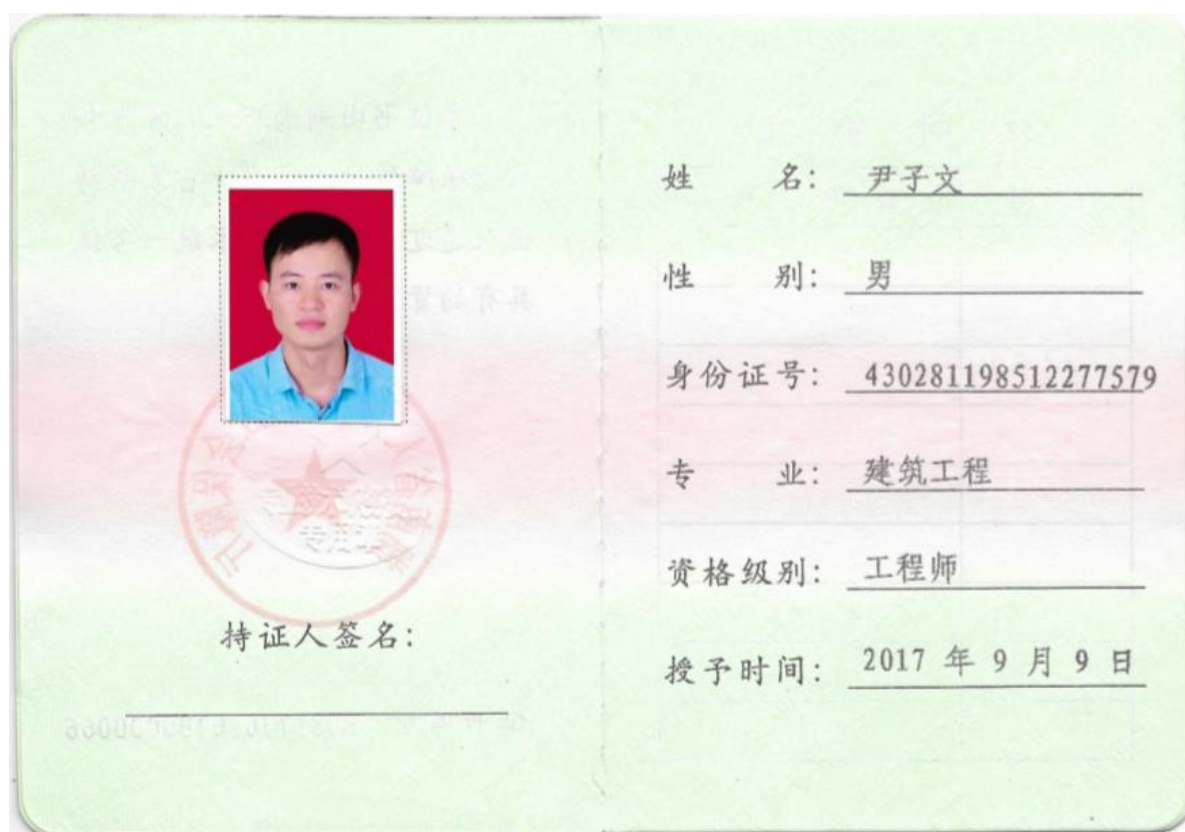 持证人签名：
姓 名： 尹子文
性 别： 男
身份证号： 430281198512277579
专 业： 建筑工程
资格级别： 工程师
授予时间： 2017 年 9 月 9 日